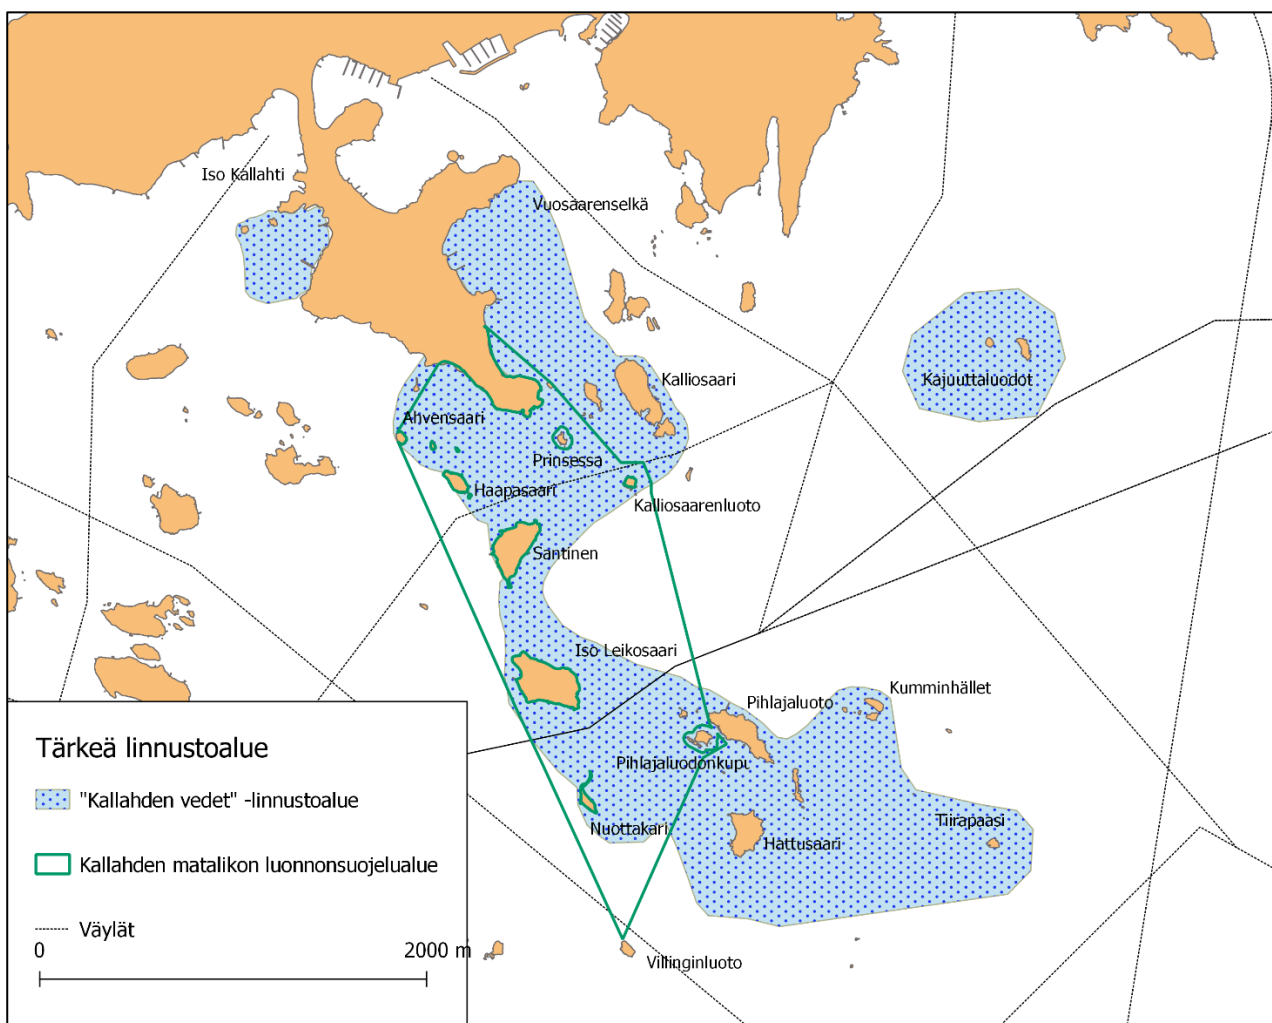 Iso Kallahti
Vuosaarenselkä
Kalliosaari
Kajuuttaluodot
Ahvensaari
Prinsessa
Haapasaari
Kalliosaarenluoto
Santinen
Iso Leikosaari
Kumminhället
Pihlajaluoto
Pihlajaluodonkupu
Nuottakari
Hattusaari
Tiirapaasi
Villinginluoto
Tärkeä linnustoalue
"Kallahden vedet" -linnustoalue
Kallahden matalikon luonnonsuojelualue
Väylät
0 2000 m